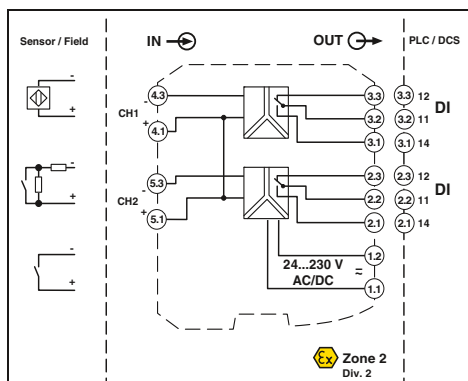 Sensor / Field
IN
OUT
PLC / DCS
-
+
4.3
-
CH1
+
4.1
3.3
3.3
12
3.2
3.2
11
DI
3.1
3.1
14
-
+
5.3
-
CH2
+
5.1
2.3
2.3
12
2.2
2.2
11
DI
2.1
2.1
14
-
+
24...230 V
AC/DC
1.2
≈
1.1
Ex
Zone 2
Div. 2